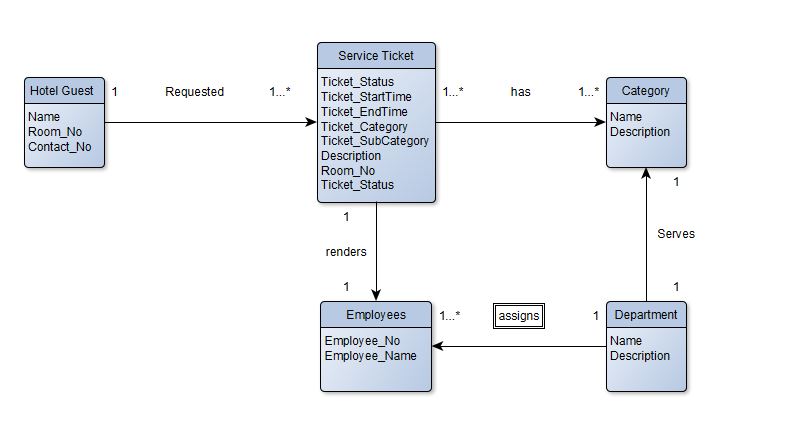 Service Ticket
Ticket_Status
Ticket_StartTime
Ticket_EndTime
Ticket_Category
Ticket_SubCategory
Description
Room_No
Ticket_Status
Hotel Guest
Name
Room_No
Contact_No
1 Requested 1...*
1...* has 1...*
Category
Name
Description
1
renders
1
1
Serves
1
Employees
Employee_No
Employee_Name
1...* assigns 1
Department
Name
Description